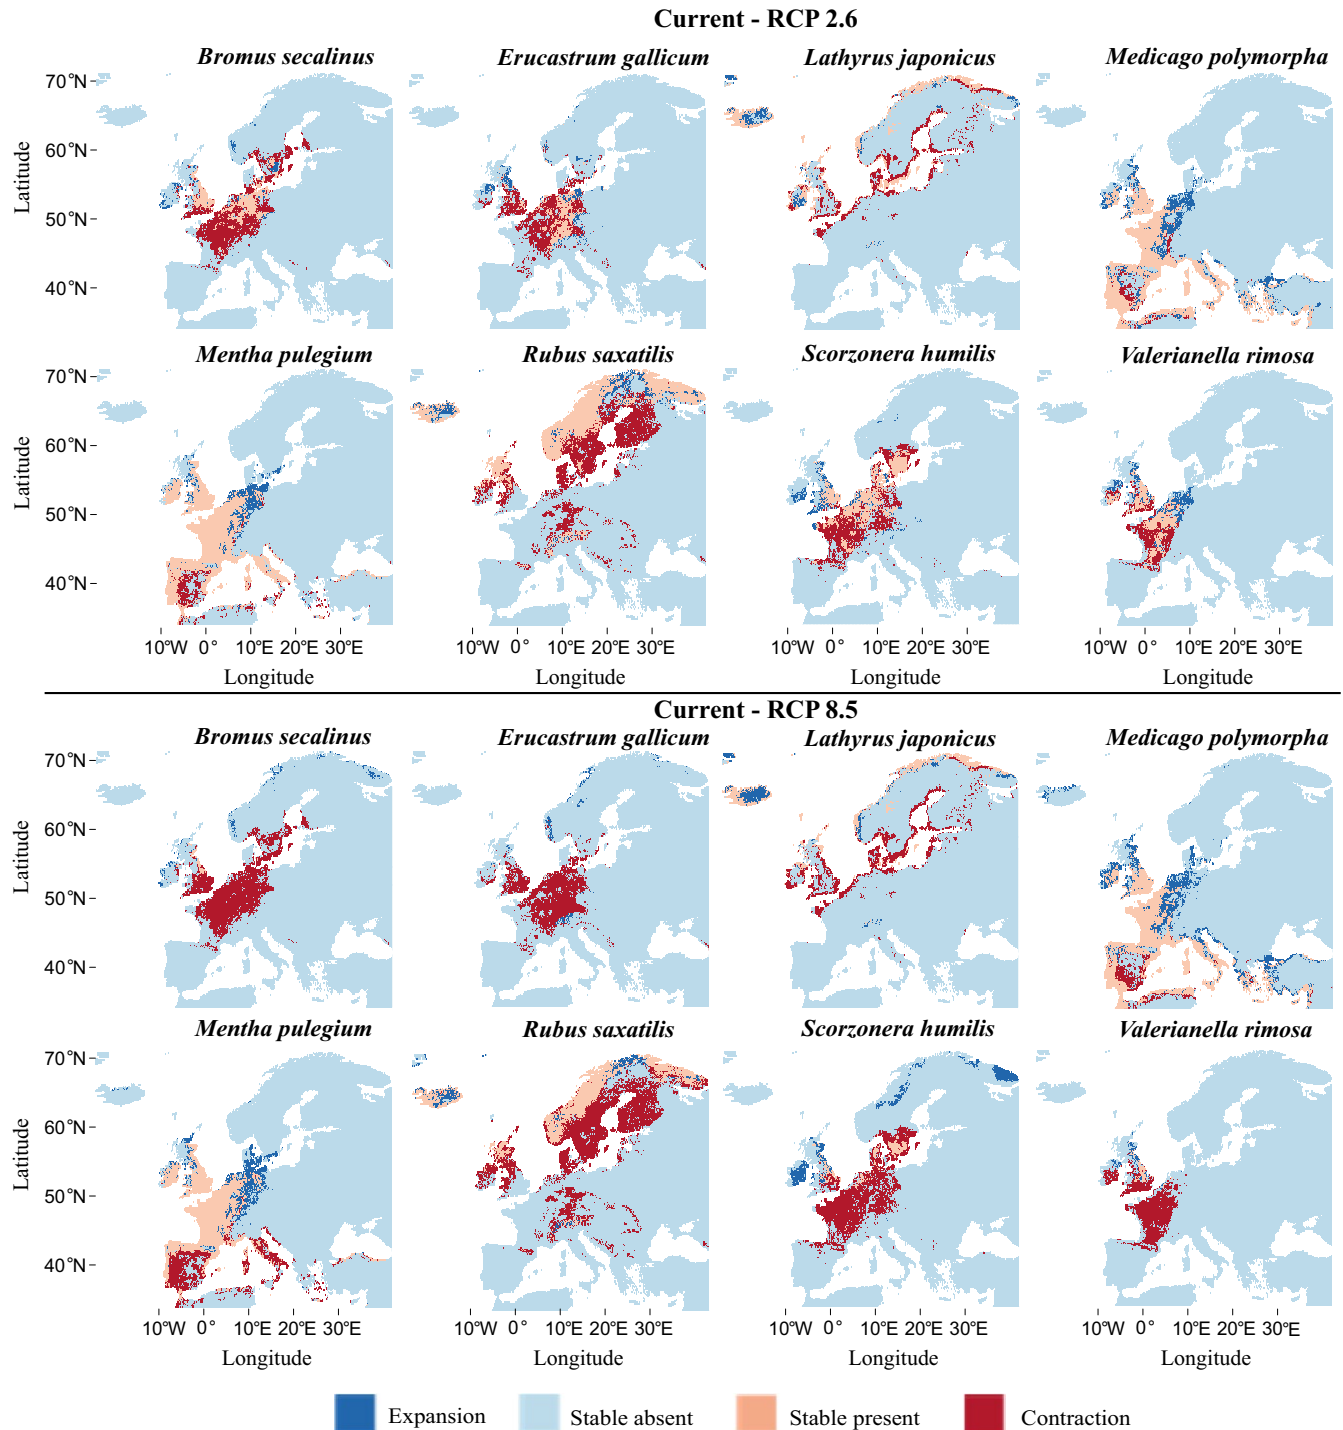 Current - RCP 2.6
Bromus secalinus Erucastrum gallicum Lathyrus japonicus Medicago polymorpha
70°N
60°N
50°N
40°N
Latitude
Mentha pulegium Rubus saxatilis Scorzonera humilis Valerianella rimosa
70°N
60°N
50°N
40°N
Latitude
10°W 0° 10°E 20°E 30°E 10°W 0° 10°E 20°E 30°E 10°W 0° 10°E 20°E 30°E 10°W 0° 10°E 20°E 30°E
Longitude Longitude Longitude Longitude
Current - RCP 8.5
Bromus secalinus Erucastrum gallicum Lathyrus japonicus Medicago polymorpha
70°N
60°N
50°N
40°N
Latitude
Mentha pulegium Rubus saxatilis Scorzonera humilis Valerianella rimosa
70°N
60°N
50°N
40°N
Latitude
10°W 0° 10°E 20°E 30°E 10°W 0° 10°E 20°E 30°E 10°W 0° 10°E 20°E 30°E 10°W 0° 10°E 20°E 30°E
Longitude Longitude Longitude Longitude
Expansion Stable absent Stable present Contraction